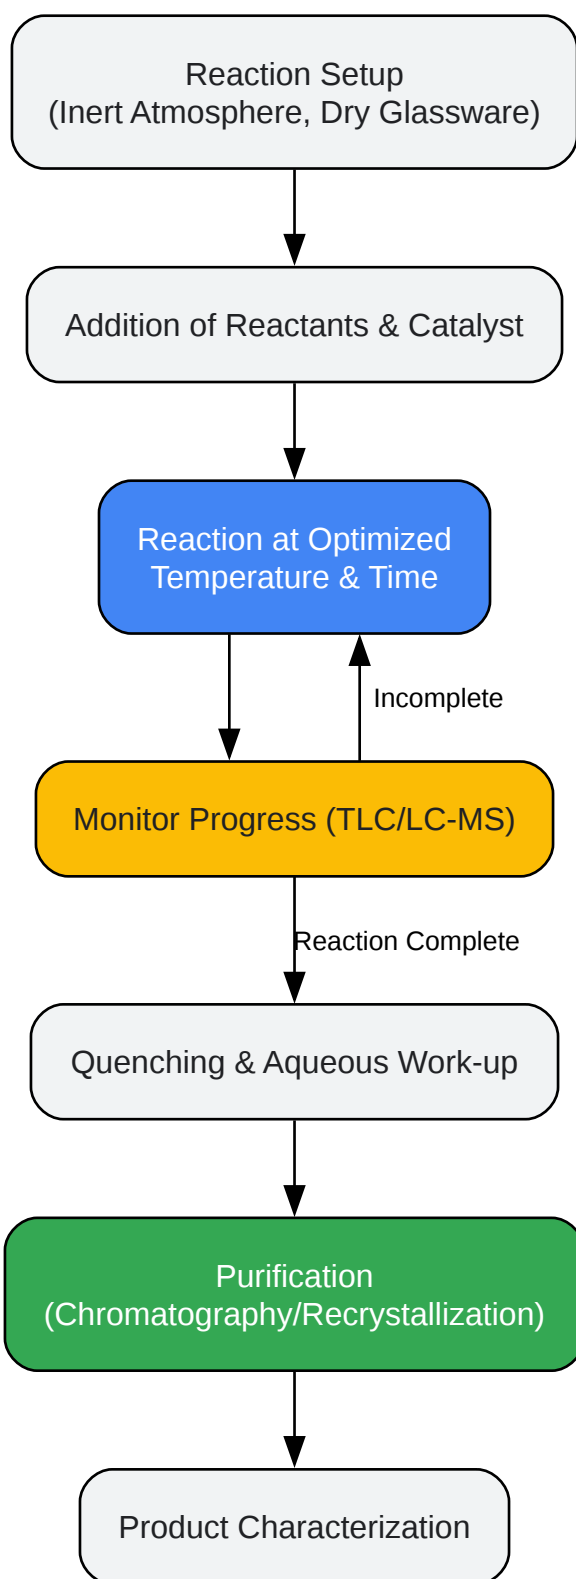 Reaction Setup
(Inert Atmosphere, Dry Glassware)
Addition of Reactants & Catalyst
Reaction at Optimized
Temperature & Time
Incomplete
Monitor Progress (TLC/LC-MS)
Reaction Complete
Quenching & Aqueous Work-up
Purification
(Chromatography/Recrystallization)
Product Characterization